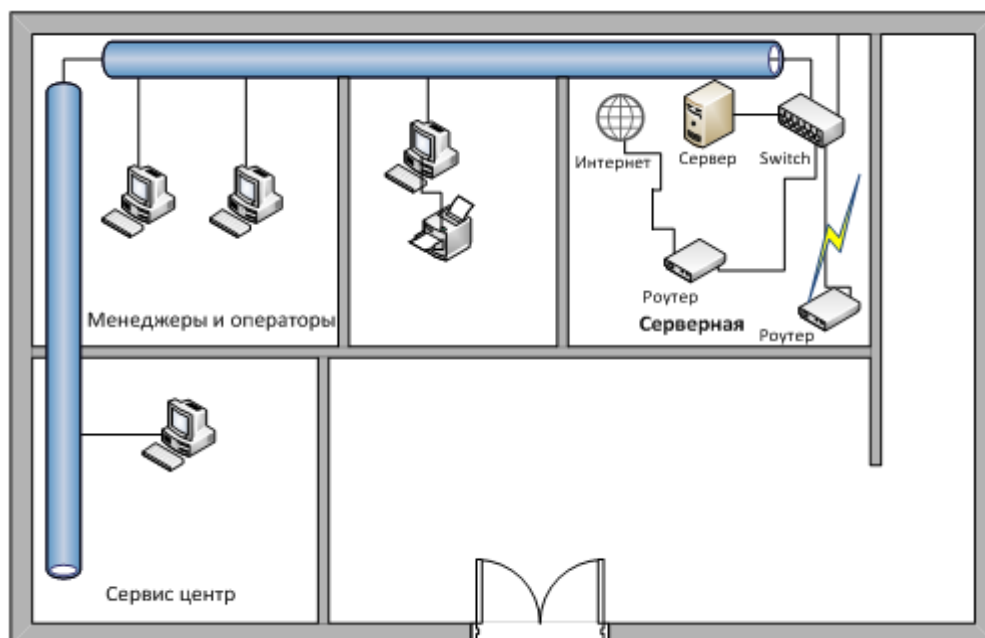 Интернет
Сервер
Switch
Роутер
Серверная
Роутер
Менеджеры и операторы
Сервис центр